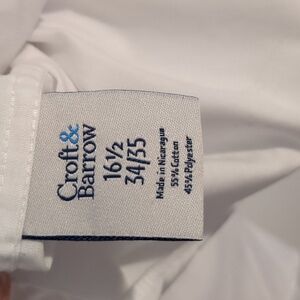 Croft&
Barrow
16½
34/35
Made in Nicaragua
55% Cotton
45% Polyester